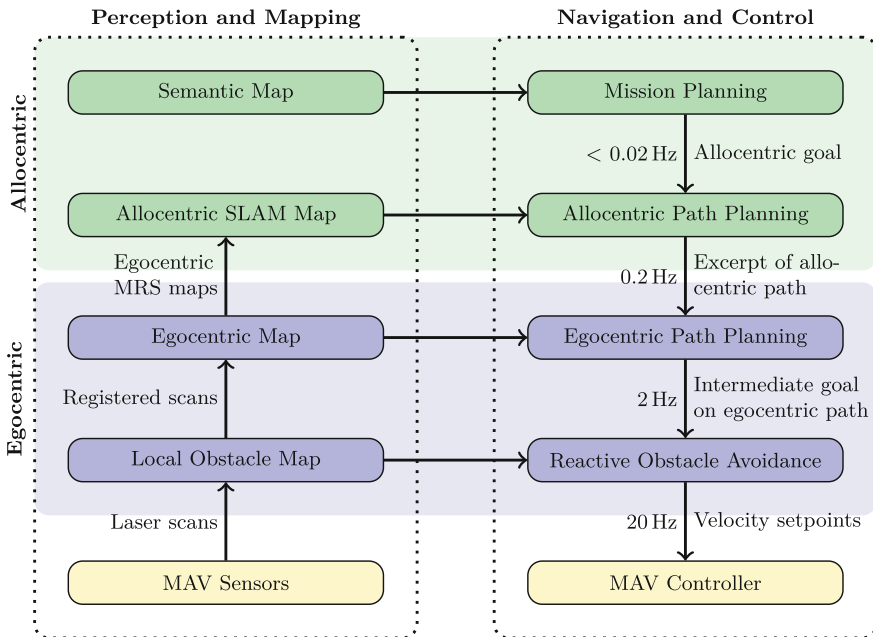 Perception and Mapping
Navigation and Control
Allocentric
Semantic Map
Mission Planning
< 0.02 Hz
Allocentric goal
Allocentric SLAM Map
Allocentric Path Planning
Egocentric
MRS maps
0.2 Hz
Excerpt of allo-
centric path
Egocentric
Egocentric Map
Egocentric Path Planning
Registered scans
2 Hz
Intermediate goal
on egocentric path
Local Obstacle Map
Reactive Obstacle Avoidance
Laser scans
20 Hz
Velocity setpoints
MAV Sensors
MAV Controller